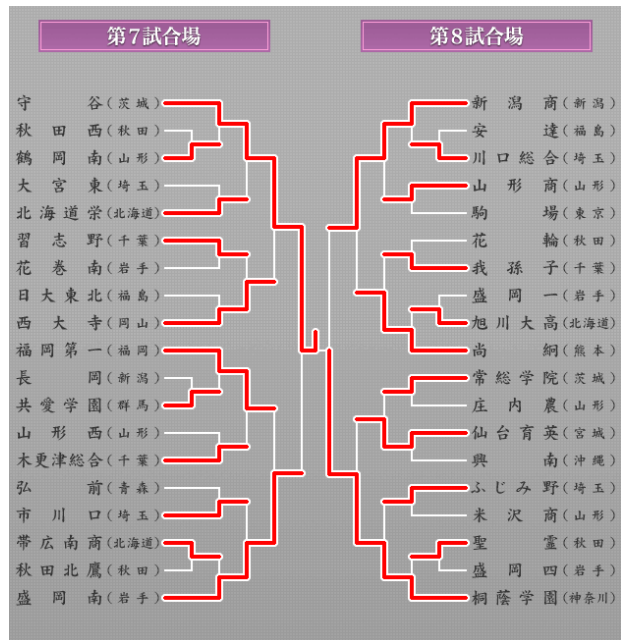 第7試合場
守谷(茨城)
秋田西(秋田)
鶴岡南(山形)
大宮東(埼玉)
北海道栄(北海道)
習志野(千葉)
花巻南(岩手)
日大東北(福島)
西大寺(岡山)
福岡第一(福岡)
長岡(新潟)
共愛学園(群馬)
山形西(山形)
木更津総合(千葉)
弘前(青森)
市川口(埼玉)
帯広南商(北海道)
秋田北鷹(秋田)
盛岡南(岩手)
第8試合場
新潟商(新潟)
安達(福島)
川口総合(埼玉)
山形商(山形)
駒場(東京)
花輪(秋田)
我孫子(千葉)
盛岡一(岩手)
旭川大高(北海道)
尚絅(熊本)
常総学院(茨城)
庄内農(山形)
仙台育英(宮城)
興南(沖縄)
ふじみ野(埼玉)
米沢商(山形)
聖霊(秋田)
盛岡四(岩手)
桐蔭学園(神奈川)